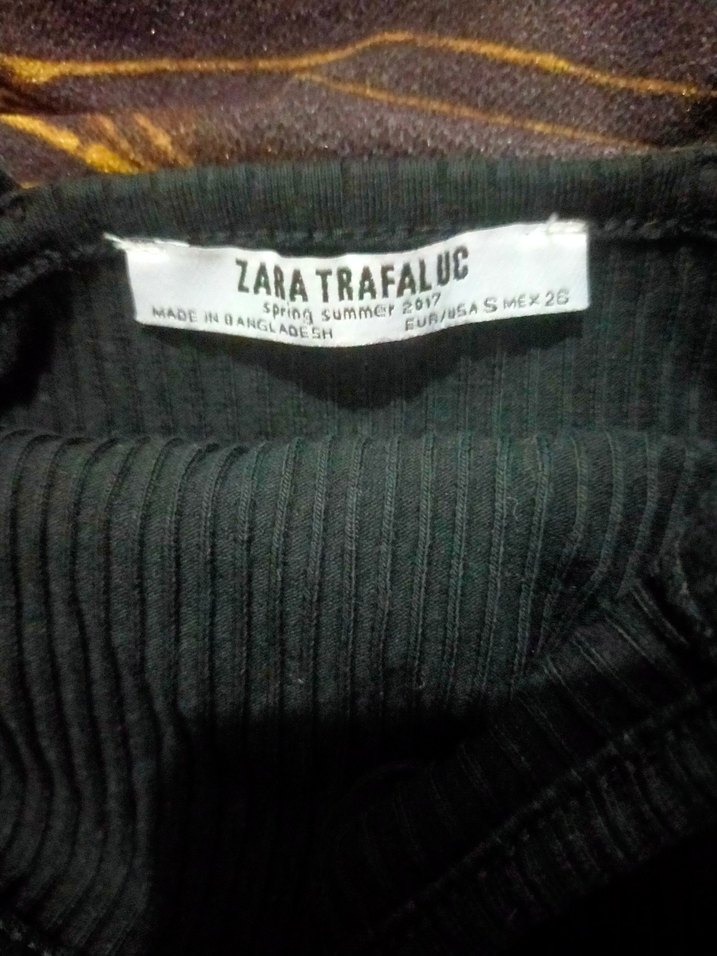 ZARA TRAFALUC
spring summer 2017
MADE IN BANGLADESH EUR/USA S MEX 26